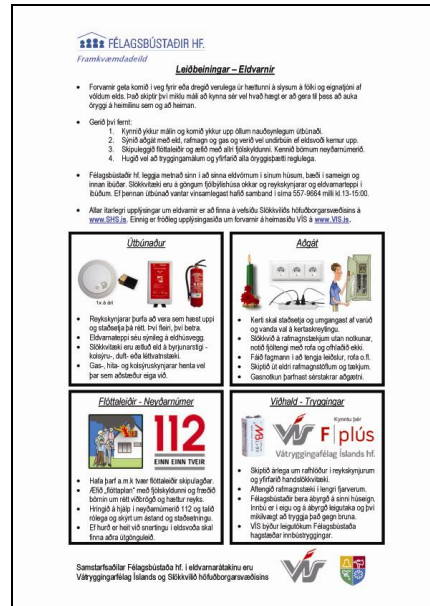 FÉLAGSBÚSTAÐIR HF.
Framkvæmdadeild
Leiðbeiningar – Eldvarnir
• Forvarnir geta komið í veg fyrir eða dregið verulega úr hættunni á slysum á fólki og eignatjóni af
völdum elds. Það skiptir því miklu máli að kynna sér vel hvað hægt er að gera til þess að auka
öryggi á heimilinu sem og að heiman.
• Gerið því fernt:
1. Kynnið ykkur málin og komið ykkur upp öllum nauðsynlegum útbúnaði.
2. Sýnið aðgát með eld, rafmagn og gas og verið vel undirbúin ef eldsvoði kemur upp.
3. Skipuleggið flóttaleiðir og æfið með allri fjölskyldunni. Kennið börnum neyðarnúmerið.
4. Hugið vel að tryggingamálum og yfirfarið alla öryggisþætti reglulega.
• Félagsbústaðir hf. leggja metnað sinn í að sinna eldvörnum í sínum húsum, bæði í sameign og
innan íbúðar. Slökkvitæki eru á göngum fjölbýlishúsa okkar og reykskynjarar og eldvarnarteppi í
íbúðum. Ef þennan útbúnað vantar vinsamlegast hafið samband í síma 557-9664 milli kl.13-15:00.
• Allar ítarlegri upplýsingar um eldvarnir er að finna á vefsíðu Slökkviliðs höfuðborgarsvæðisins á
www.SHS.is. Einnig er fróðleg upplýsingasíða um forvarnir á heimasíðu VÍS á www.VIS.is.
Útbúnaður
1x á ári
• Reykskynjarar þurfa að vera sem hæst uppi
og staðsetja þá rétt. Því fleiri, því betra.
• Eldvarnateppi séu sýnileg á eldhúsvegg.
• Slökkvitæki eru ætluð á byrjunarstigi -
kolsýru-, duft- eða léttvatnstæki.
• Gas-, hita- og kolsýruskynjarar henta vel
þar sem aðstæður eiga við.
Aðgát
• Kerti skal staðsetja og umgangast af varúð
og vanda val á kertaskreytingu.
• Slökkvið á rafmagnstækjum utan notkunar,
notið fjöltengi með rofa og ofhlaðið ekki.
• Fáið fagmann í að tengja leiðslur, rofa o.fl.
• Skiptið út eldri rafmagnstöflum og tækjum.
• Gasnotkun þarfnast sérstakrar aðgætni.
Flóttaleiðir - Neyðarnúmer
112
EINN EINN TVEIR
• Hafa þarf a.m.k tvær flóttaleiðir skipulagðar.
• Æfið „flóttaplan“ með fjölskyldunni og fræðið
börnin um rétt viðbrögð og hættur reyks.
• Hringið á hjálp í neyðarnúmerið 112 og talið
rólega og skýrt um ástand og staðsetningu.
• Ef hurð er heit við snertingu í eldsvoða skal
finna aðra útgönguleið.
Viðhald - Tryggingar
Kynntu þér
VÍS F plús
Vátryggingafélag Íslands hf.
• Skiptið árlega um rafhlöður í reykskynjurum
og yfirfarið handslökkvitæki.
• Aftengið rafmagnstæki í lengri fjarverum.
• Félagsbústaðir bera ábyrgð á sinni húseign.
Innbú er í eigu og á ábyrgð leigutaka og því
mikilvægt að tryggja það gegn bruna.
• VÍS býður leigutökum Félagsbústaða
hagstæðar innbústryggingar.
Samstarfsaðilar Félagsbústaða hf. í eldvarnarátakinu eru
Vátryggingarfélag Íslands og Slökkvilið höfuðborgarsvæðisins
VÍS